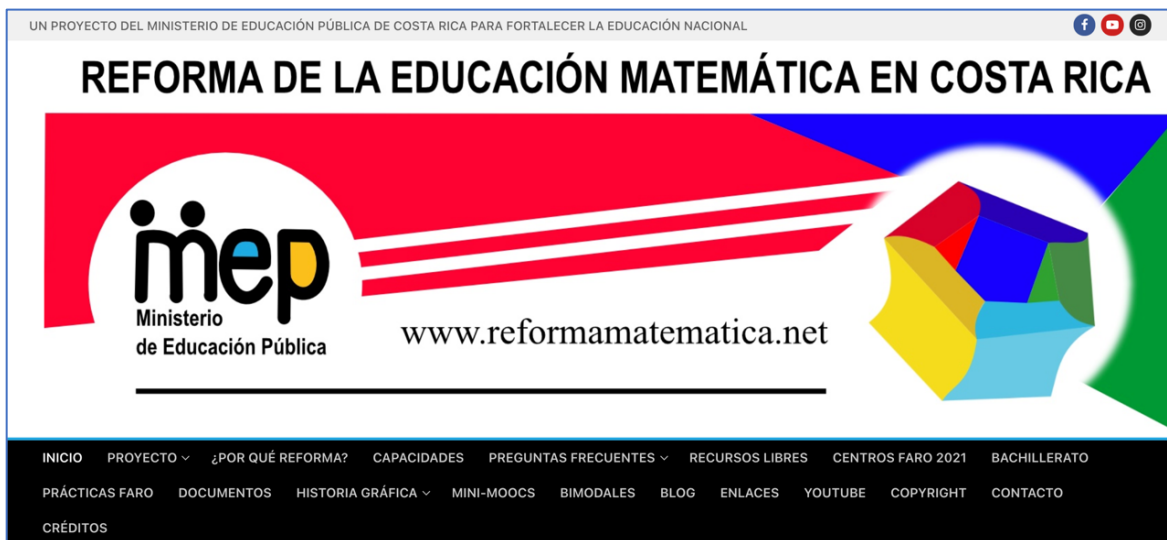 UN PROYECTO DEL MINISTERIO DE EDUCACIÓN PÚBLICA DE COSTA RICA PARA FORTALECER LA EDUCACIÓN NACIONAL
REFORMA DE LA EDUCACIÓN MATEMÁTICA EN COSTA RICA
mep
Ministerio
de Educación Pública
www.reformamatematica.net
INICIO PROYECTO ¿POR QUÉ REFORMA? CAPACIDADES PREGUNTAS FRECUENTES RECURSOS LIBRES CENTROS FARO 2021 BACHILLERATO
PRÁCTICAS FARO DOCUMENTOS HISTORIA GRÁFICA MINI-MOOCS BIMODALES BLOG ENLACES YOUTUBE COPYRIGHT CONTACTO
CRÉDITOS